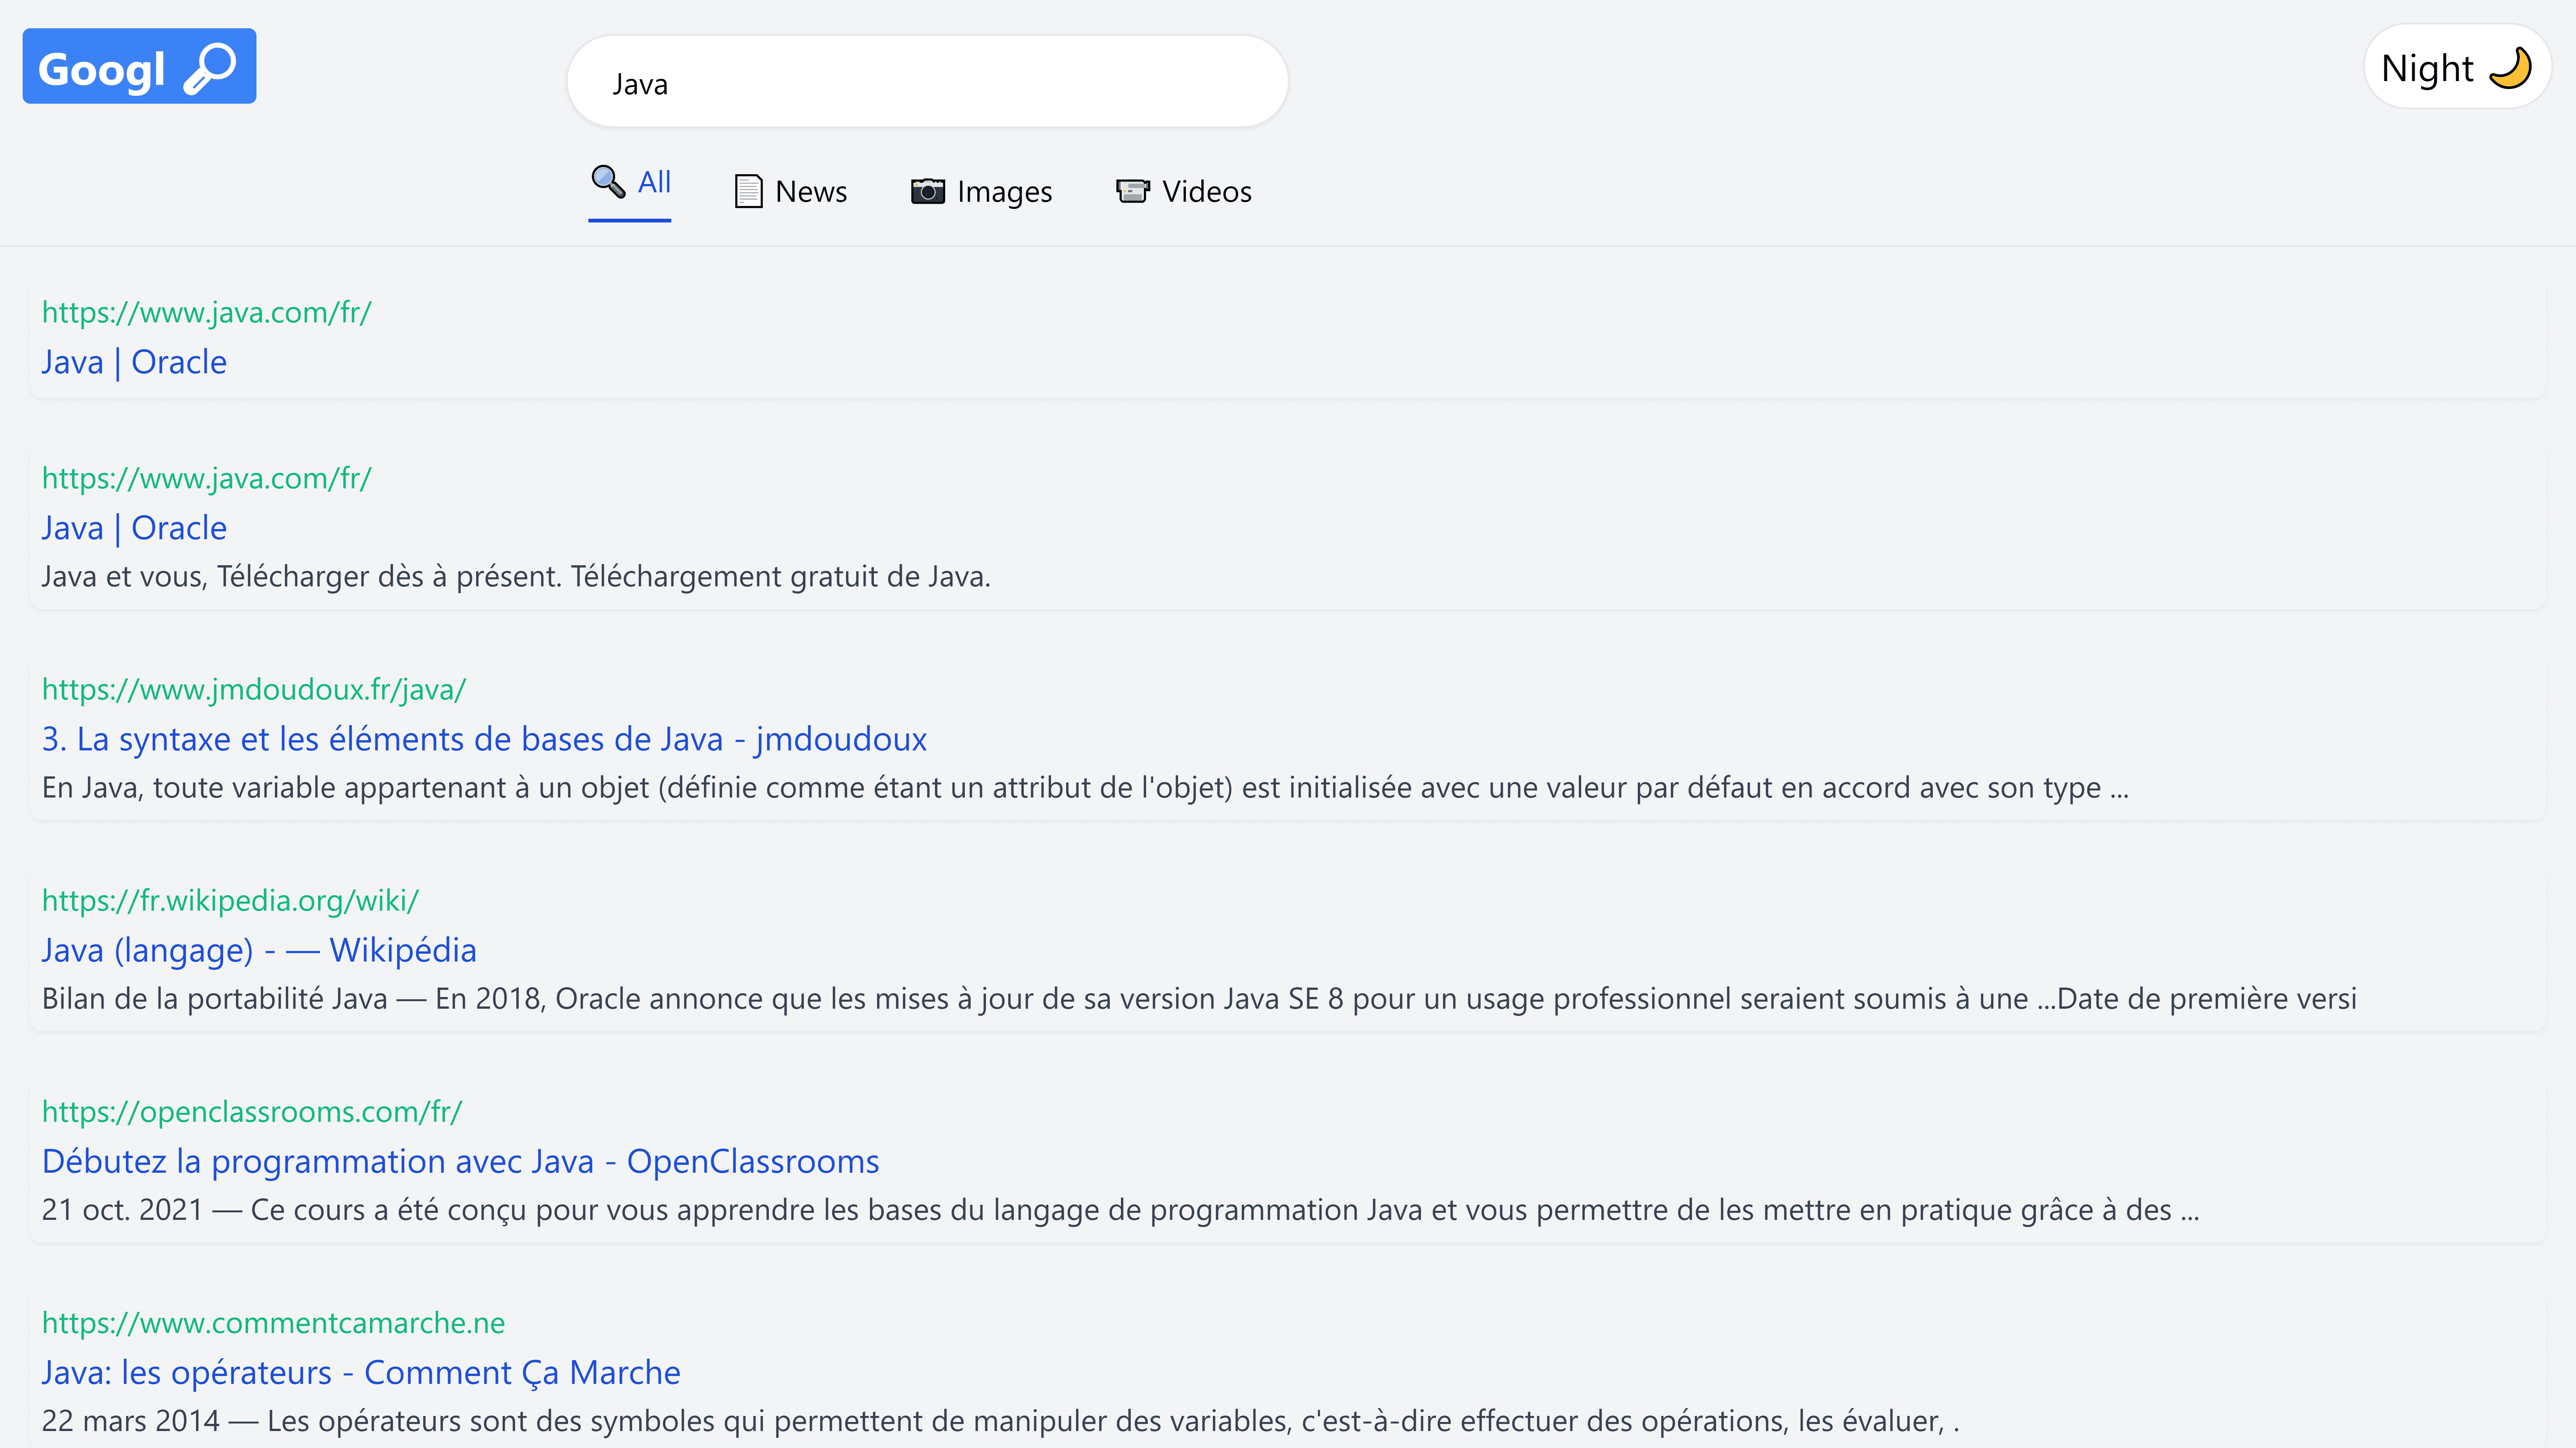 Googl
Java
Night
All
News
Images
Videos
https://www.java.com/fr/
Java | Oracle
https://www.java.com/fr/
Java | Oracle
Java et vous, Télécharger dès à présent. Téléchargement gratuit de Java.
https://www.jmdoudoux.fr/java/
3. La syntaxe et les éléments de bases de Java - jmdoudoux
En Java, toute variable appartenant à un objet (définie comme étant un attribut de l'objet) est initialisée avec une valeur par défaut en accord avec son type ...
https://fr.wikipedia.org/wiki/
Java (langage) - — Wikipédia
Bilan de la portabilité Java — En 2018, Oracle annonce que les mises à jour de sa version Java SE 8 pour un usage professionnel seraient soumis à une ...Date de première versi
https://openclassrooms.com/fr/
Débutez la programmation avec Java - OpenClassrooms
21 oct. 2021 — Ce cours a été conçu pour vous apprendre les bases du langage de programmation Java et vous permettre de les mettre en pratique grâce à des ...
https://www.commentcamarche.ne
Java: les opérateurs - Comment Ça Marche
22 mars 2014 — Les opérateurs sont des symboles qui permettent de manipuler des variables, c'est-à-dire effectuer des opérations, les évaluer, .